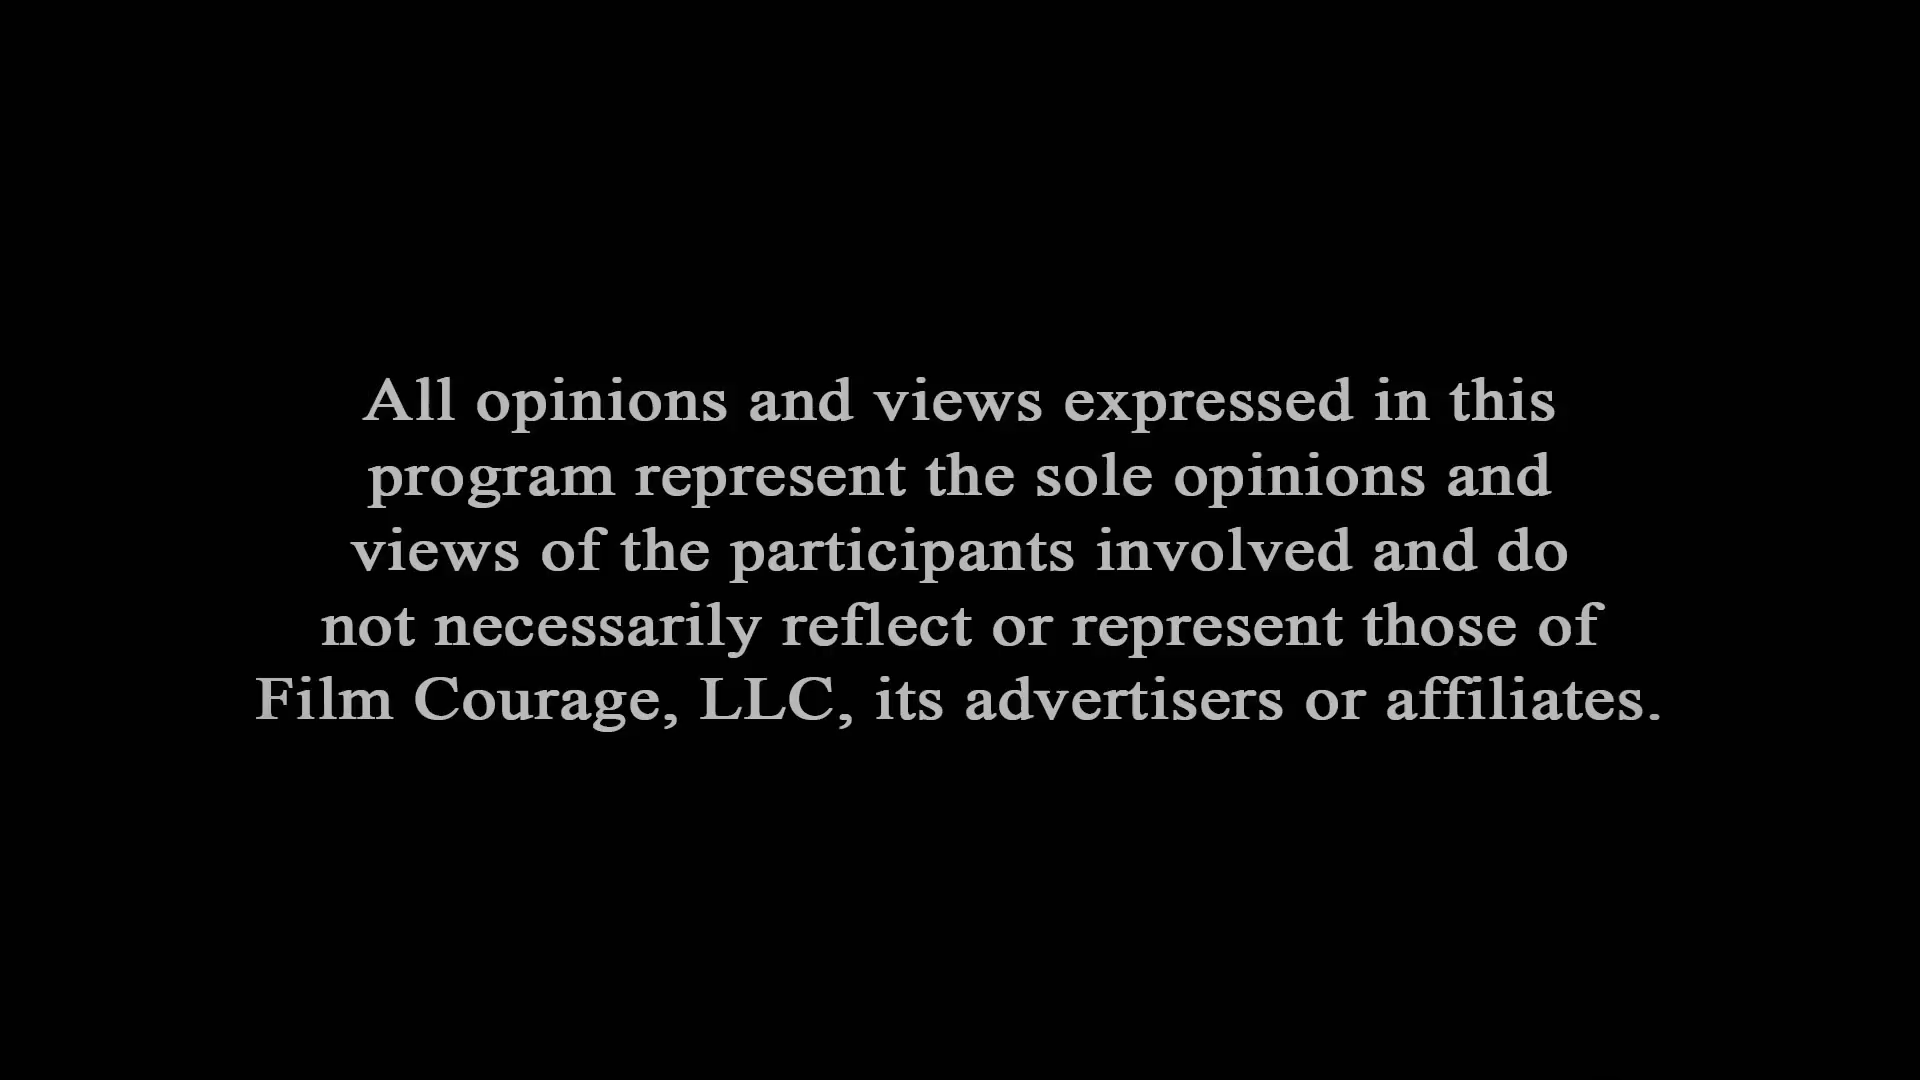 All opinions and views expressed in this
program represent the sole opinions and
views of the participants involved and do
not necessarily reflect or represent those of
Film Courage, LLC, its advertisers or affiliates.